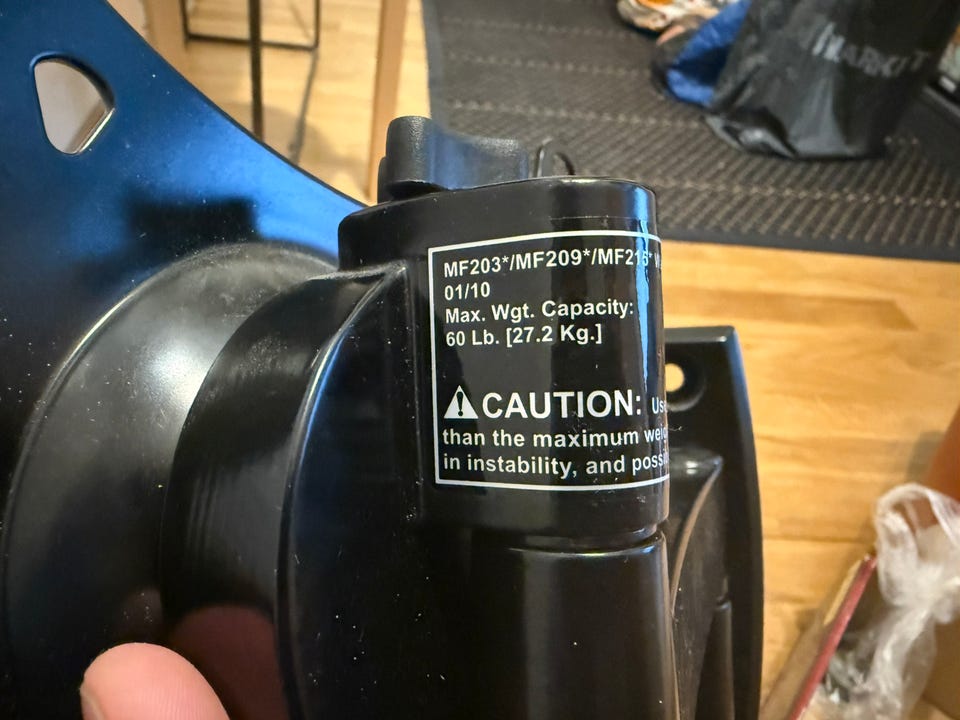 MF203*/MF209*/MF215*
01/10
Max. Wgt. Capacity:
60 Lb. [27.2 Kg.]
CAUTION:
than the maximum
in instability, and